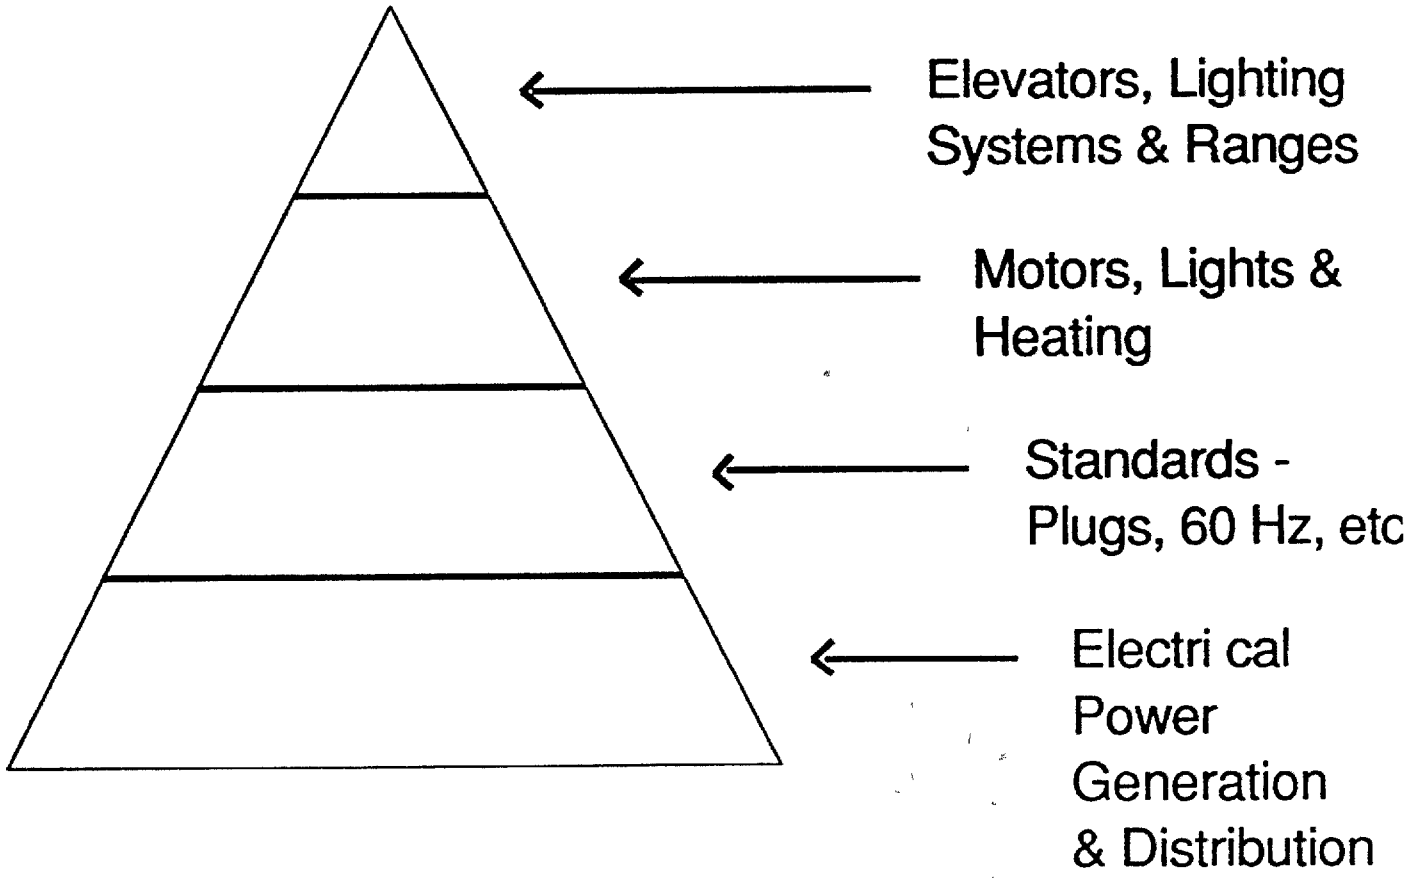 Elevators, Lighting
Systems & Ranges
Motors, Lights &
Heating
Standards -
Plugs, 60 Hz, etc
Electri cal
Power
Generation
& Distribution